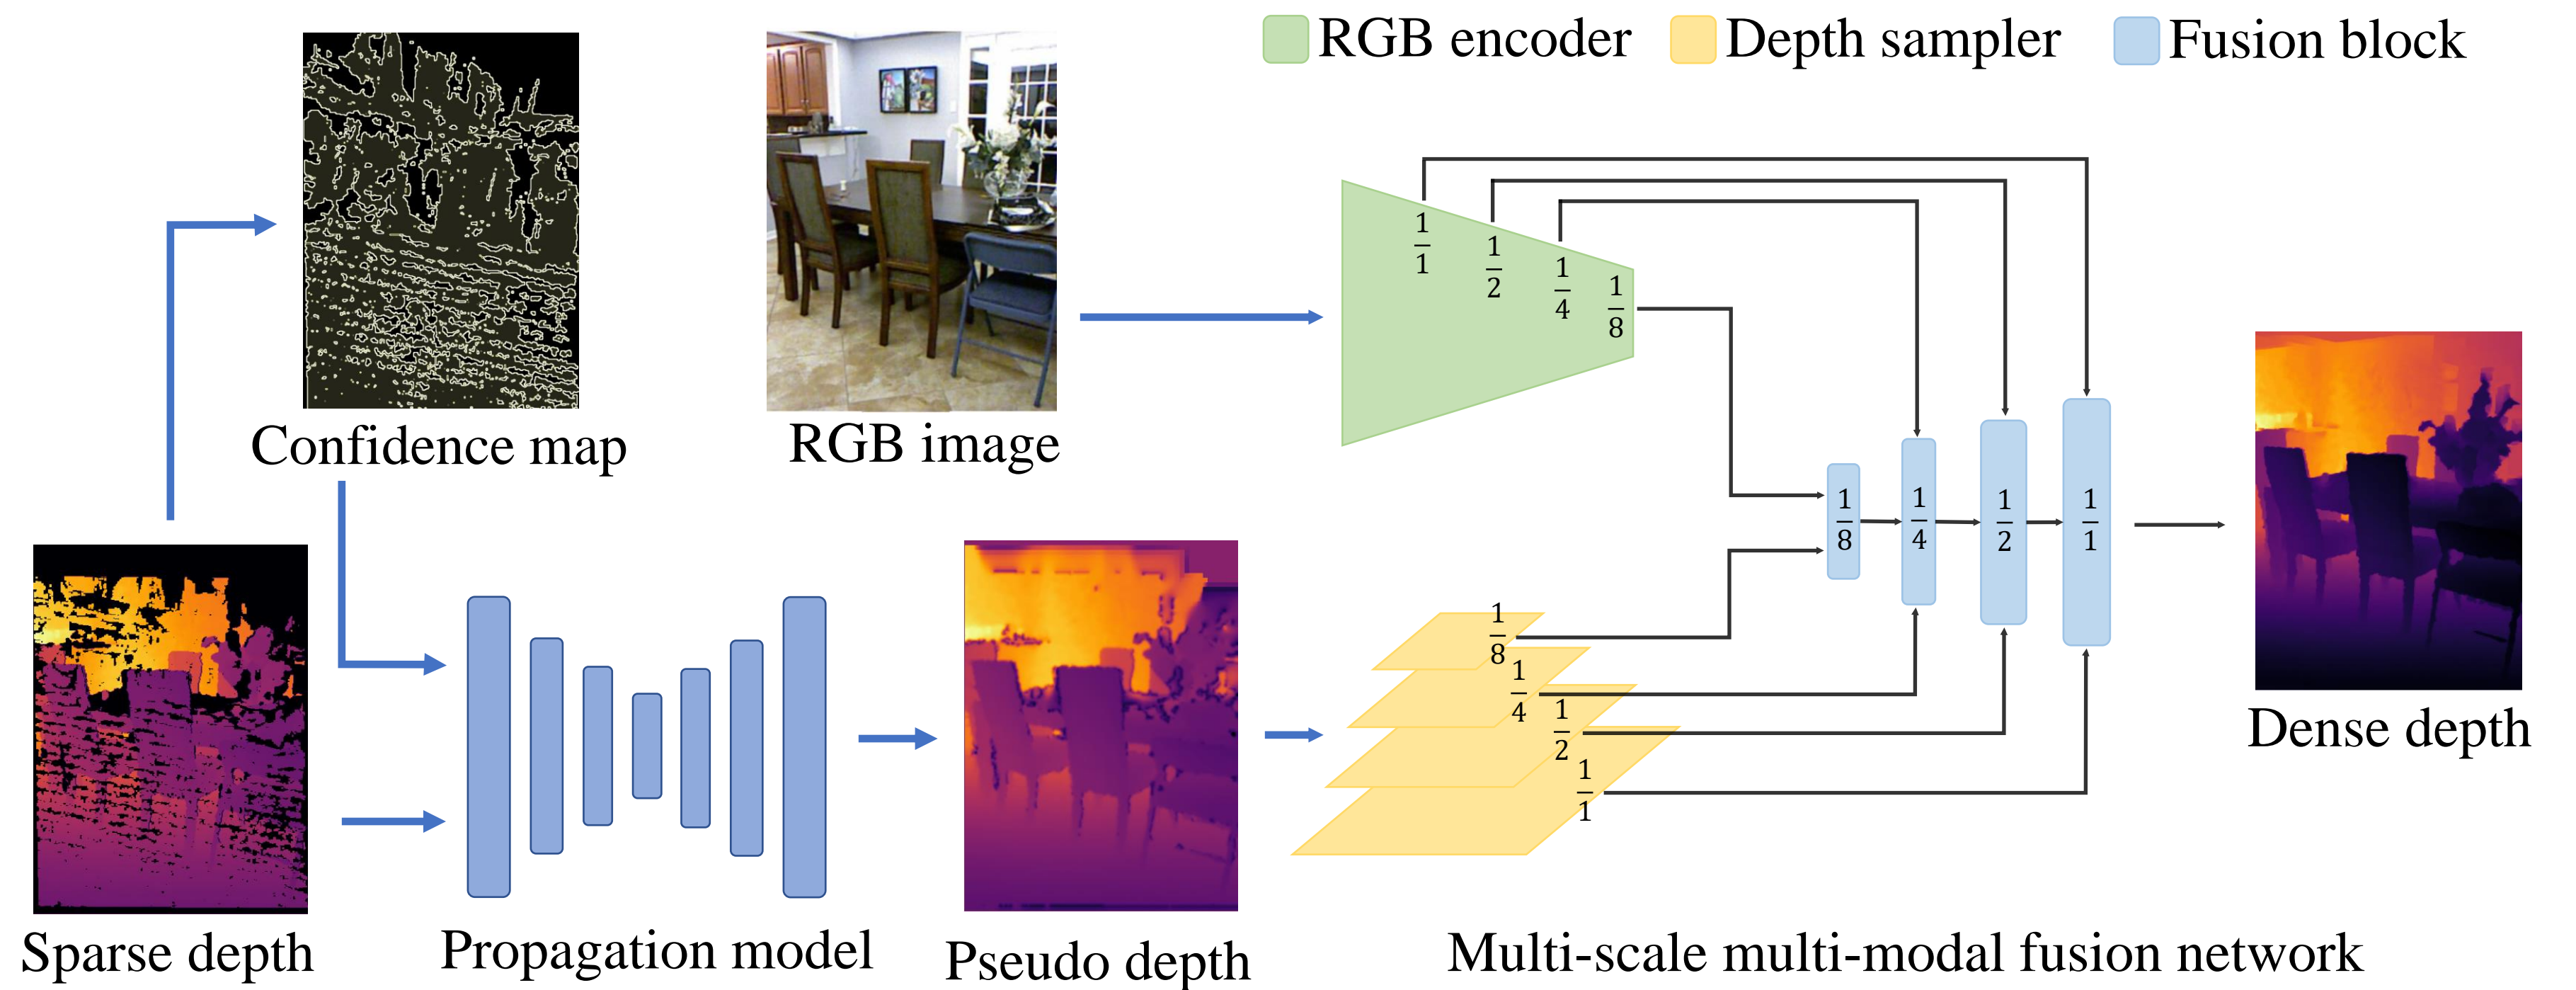 RGB encoder
Depth sampler
Fusion block
Confidence map
RGB image
1/1
1/2
1/4
1/8
1/8
1/4
1/2
1/1
1/8
1/4
1/2
1/1
Dense depth
Sparse depth
Propagation model
Pseudo depth
Multi-scale multi-modal fusion network